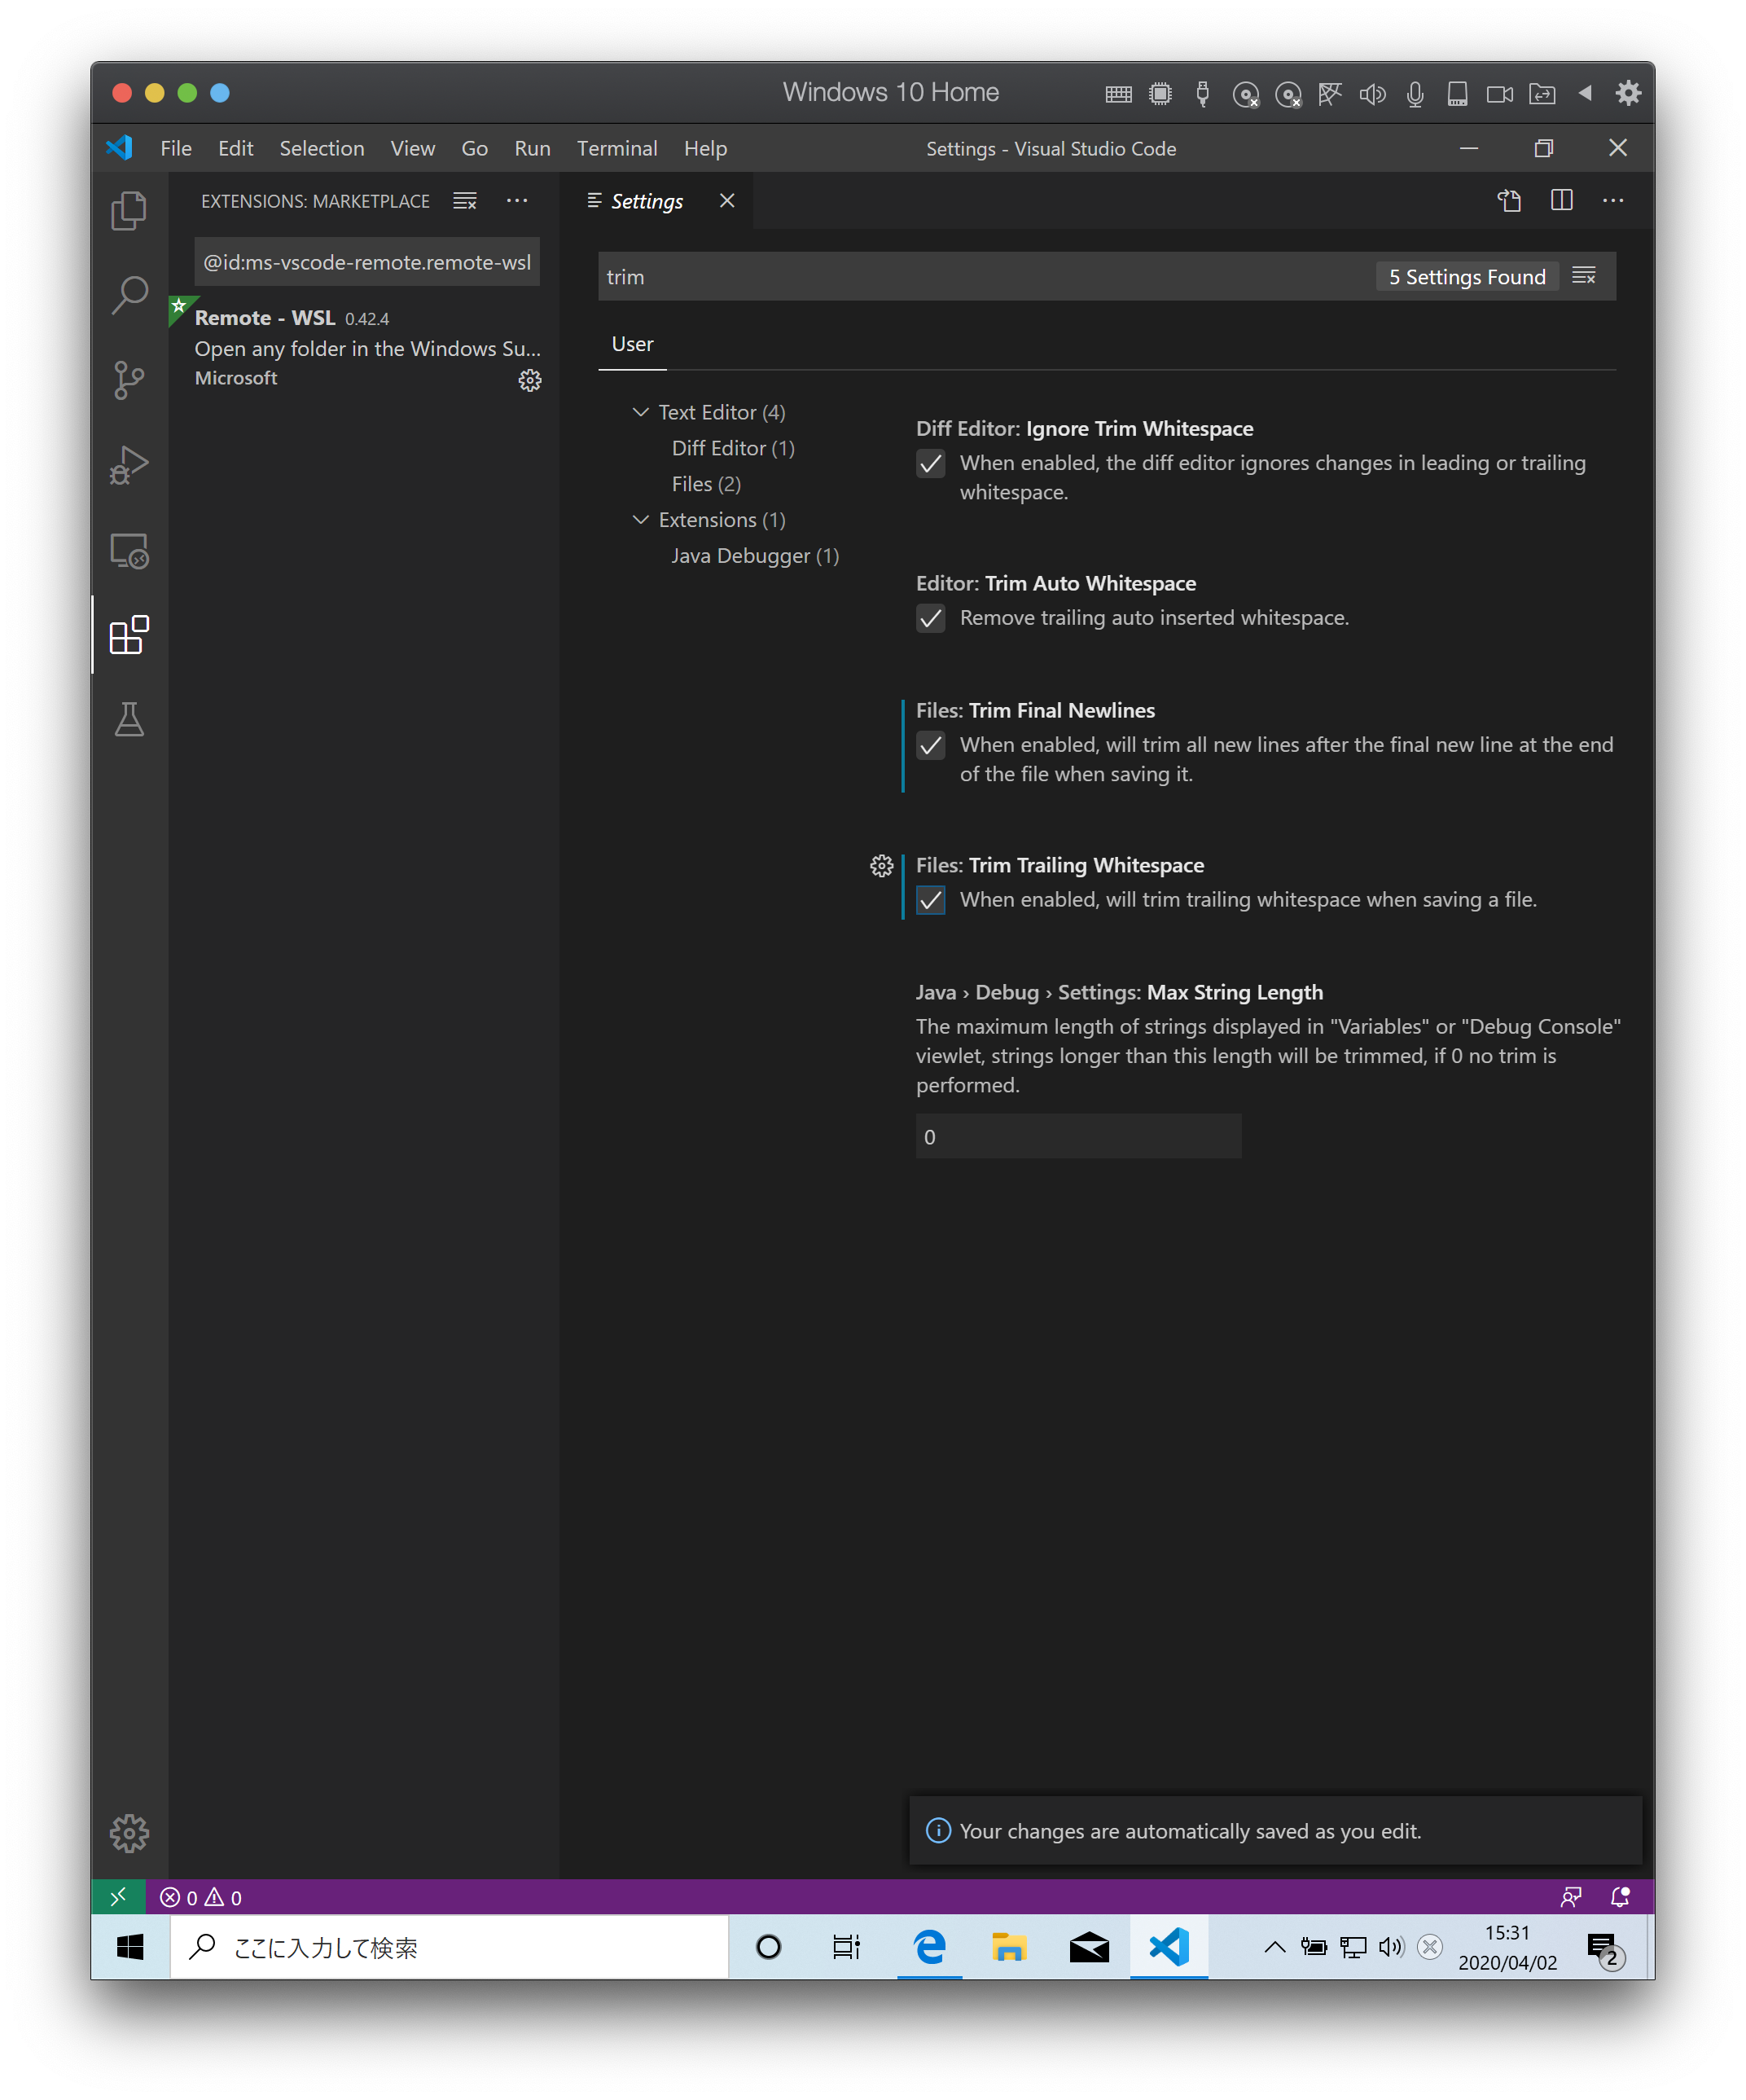 Windows 10 Home
File Edit Selection View Go Run Terminal Help
Settings - Visual Studio Code
EXTENSIONS: MARKETPLACE
@id:ms-vscode-remote.remote-wsl
Remote - WSL 0.42.4
Open any folder in the Windows Su...
Microsoft
Settings
trim
5 Settings Found
User
Text Editor (4)
Diff Editor (1)
Files (2)
Extensions (1)
Java Debugger (1)
Diff Editor: Ignore Trim Whitespace
When enabled, the diff editor ignores changes in leading or trailing
whitespace.
Editor: Trim Auto Whitespace
Remove trailing auto inserted whitespace.
Files: Trim Final Newlines
When enabled, will trim all new lines after the final new line at the end
of the file when saving it.
Files: Trim Trailing Whitespace
When enabled, will trim trailing whitespace when saving a file.
Java › Debug › Settings: Max String Length
The maximum length of strings displayed in "Variables" or "Debug Console"
viewlet, strings longer than this length will be trimmed, if 0 no trim is
performed.
0
Your changes are automatically saved as you edit.
0 0
ここに入力して検索
15:31
2020/04/02
2